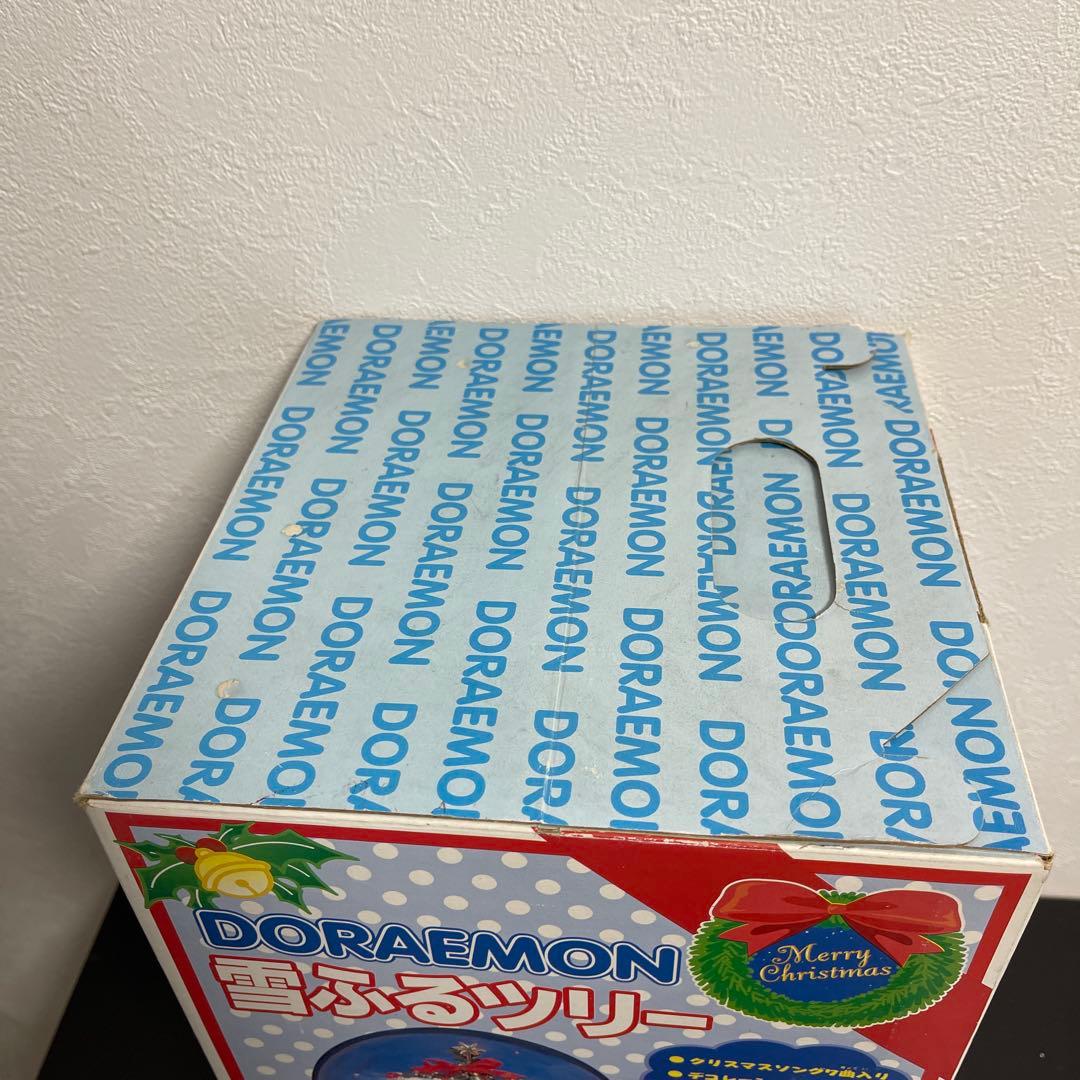 DORAEMON DORAEMON DORAEMON DORAEMON DORAEMON DORAEMON DORAEMON DORAEMON
DORAEMON
雪ふるツリー
Merry
Christmas
●クリスマスソング7曲入り